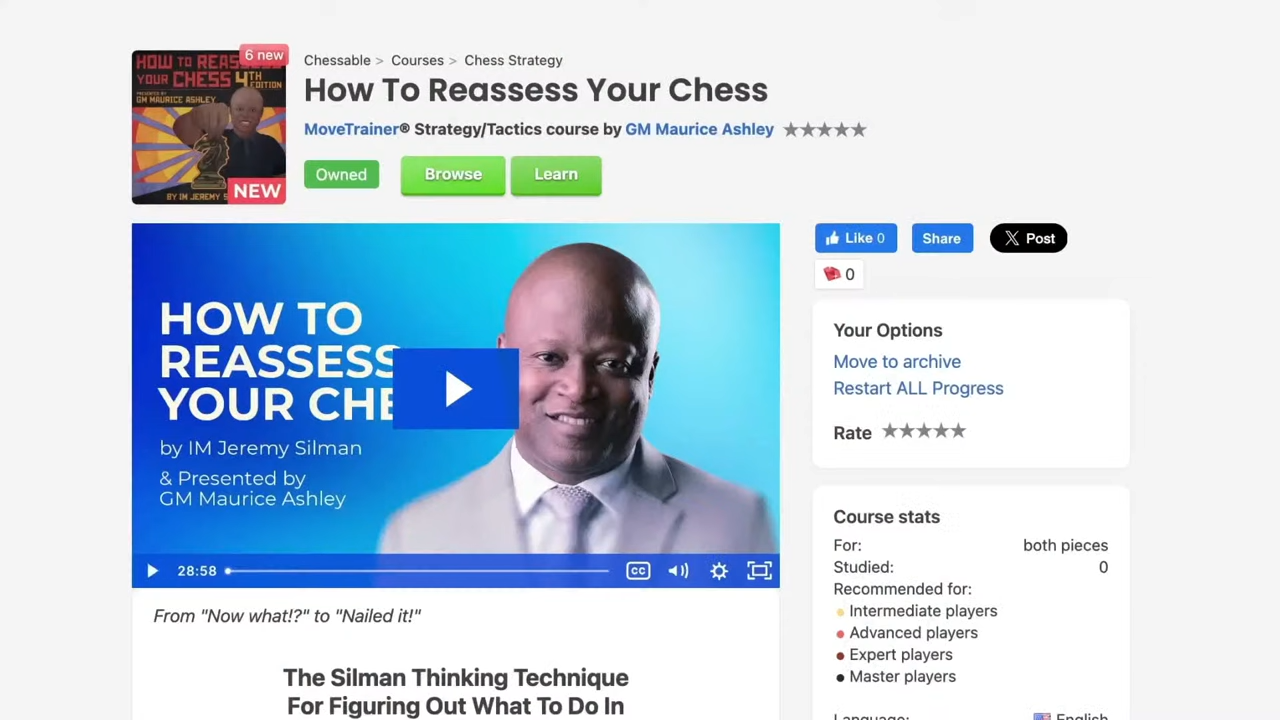 6 new
HOW TO REAS
YOUR CHESS 4TH
EDITION
PRESENTED BY
GM MAURICE ASHLEY
NEW
BY IM JEREMY S
Chessable > Courses > Chess Strategy
How To Reassess Your Chess
MoveTrainer® Strategy/Tactics course by GM Maurice Ashley
Owned
Browse
Learn
HOW TO
REASSESS
YOUR CHE
by IM Jeremy Silman
& Presented by
GM Maurice Ashley
28:58
CC
From "Now what!?" to "Nailed it!"
The Silman Thinking Technique
For Figuring Out What To Do In
Like 0
Share
X Post
0
Your Options
Move to archive
Restart ALL Progress
Rate
Course stats
For: both pieces
Studied: 0
Recommended for:
Intermediate players
Advanced players
Expert players
Master players
Language: English